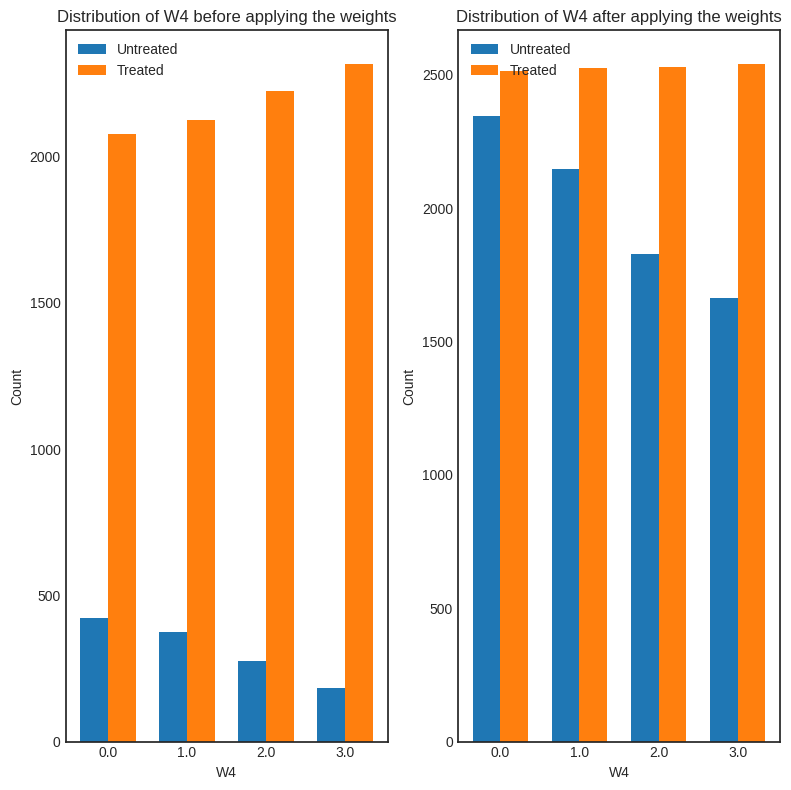 Distribution of W4 before applying the weights
Untreated
Treated
2000
1500
1000
500
0
Count
0.0 1.0 2.0 3.0
W4
Distribution of W4 after applying the weights
Untreated
Treated
2500
2000
1500
1000
500
0
Count
0.0 1.0 2.0 3.0
W4